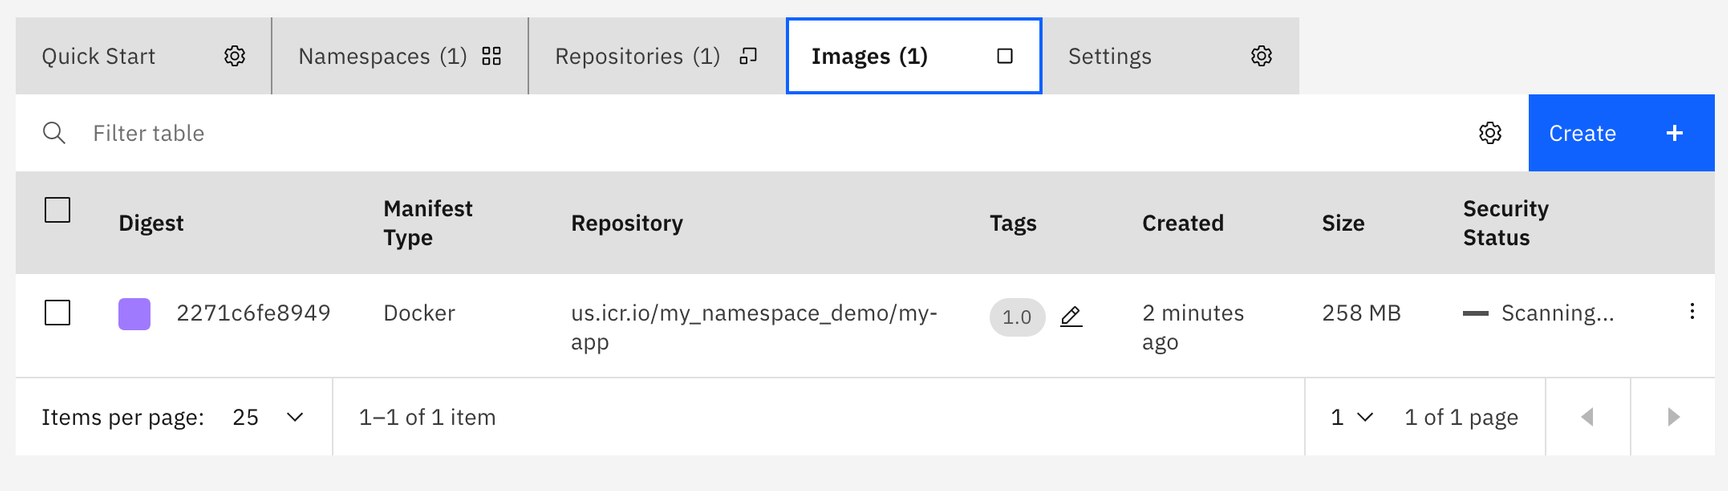 Quick Start Namespaces (1) Repositories (1) Images (1) Settings
Filter table Create
Digest Manifest Type Repository Tags Created Size Security Status
2271c6fe8949 Docker us.icr.io/my_namespace_demo/my-app 1.0 2 minutes ago 258 MB Scanning...
Items per page: 25 1–1 of 1 item 1 1 of 1 page